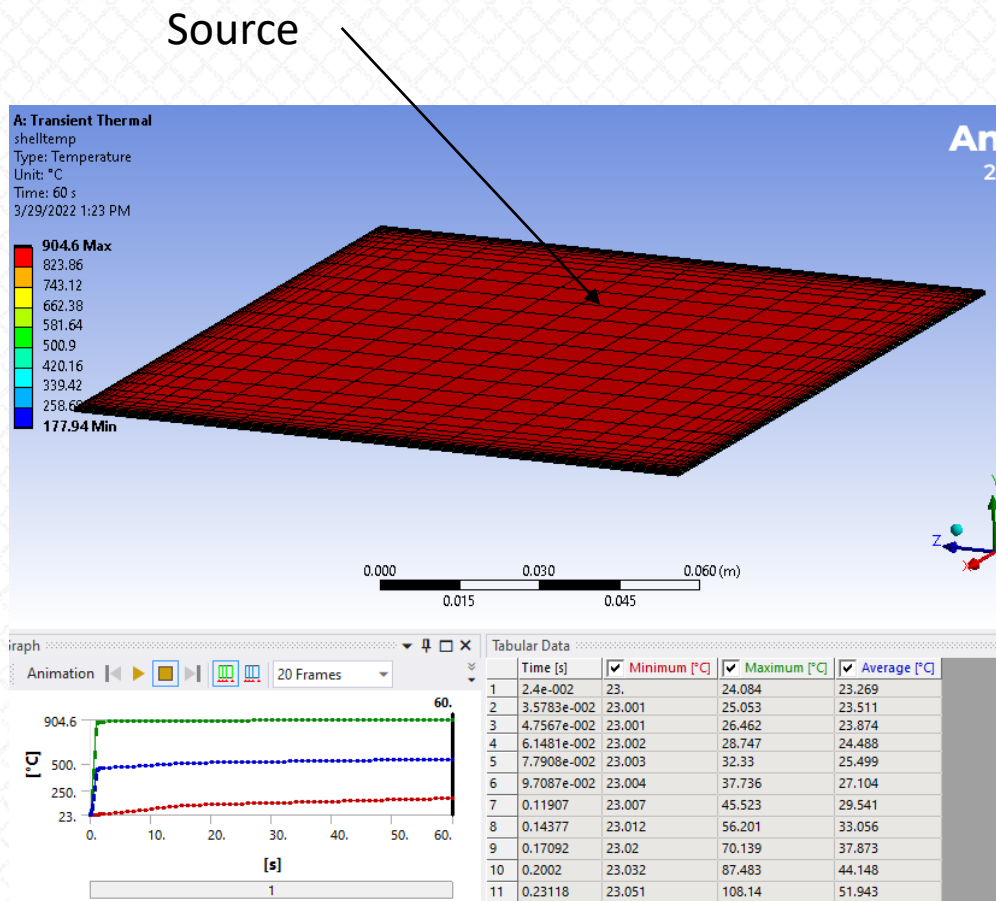 Source
A: Transient Thermal
shelltemp
Type: Temperature
Unit: °C
Time: 60 s
3/29/2022 1:23 PM
An
2
904.6 Max
823.86
743.12
662.38
581.64
500.9
420.16
339.42
258.68
177.94 Min
Y
Z
X
0.000 0.030 0.060 (m)
0.015 0.045
raph
Animation 20 Frames
60.
904.6
500.
250.
23.
[°C]
0. 10. 20. 30. 40. 50. 60.
[s]
1
Tabular Data
Time [s] Minimum [°C] Maximum [°C] Average [°C]
1 2.4e-002 23. 24.084 23.269
2 3.5783e-002 23.001 25.053 23.511
3 4.7567e-002 23.001 26.462 23.874
4 6.1481e-002 23.002 28.747 24.488
5 7.7908e-002 23.003 32.33 25.499
6 9.7087e-002 23.004 37.736 27.104
7 0.11907 23.007 45.523 29.541
8 0.14377 23.012 56.201 33.056
9 0.17092 23.02 70.139 37.873
10 0.2002 23.032 87.483 44.148
11 0.23118 23.051 108.14 51.943